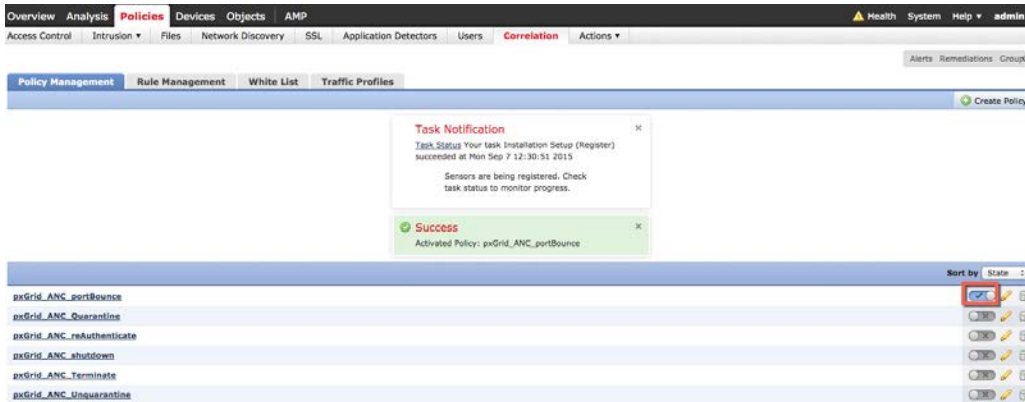 Overview Analysis Policies Devices Objects AMP Health System Help admin
Access Control Intrusion Files Network Discovery SSL Application Detectors Users Correlation Actions
Alerts Remediations
Policy Management Rule Management White List Traffic Profiles
Create Policy
Task Notification
Task Status Your task Installation Setup (Register)
succeeded at Mon Sep 7 12:30:51 2015
Sensors are being registered. Check
task status to monitor progress.
Success
Activated Policy: pxGrid_ANC_portBounce
Sort by State
pxGrid_ANC_portBounce
pxGrid_ANC_Quarantine
pxGrid_ANC_reAuthenticate
pxGrid_ANC_shutdown
pxGrid_ANC_Terminate
pxGrid_ANC_Unquarantine